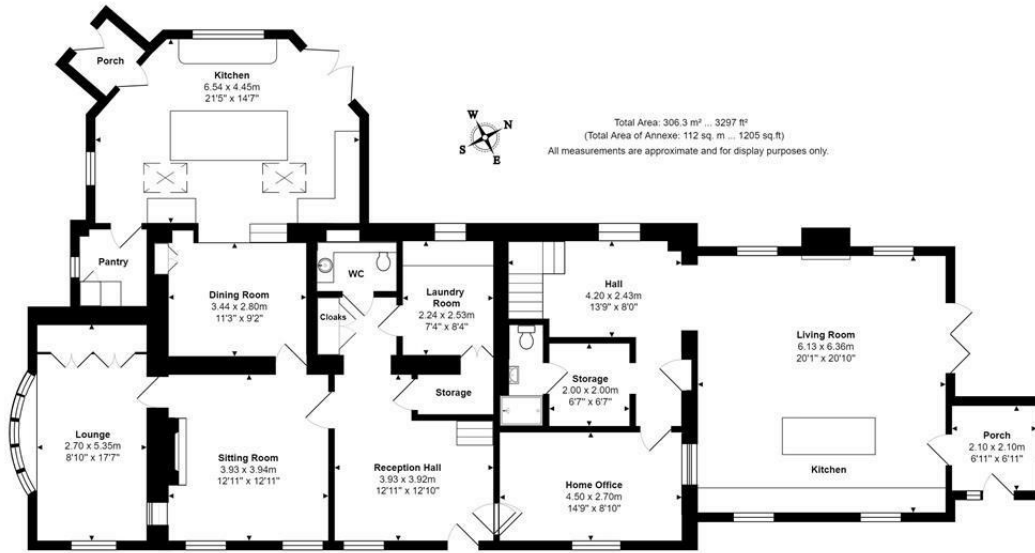 Porch
Kitchen
6.54 x 4.45m
21'5" x 14'7"
W
N
S
E
Total Area: 306.3 m² ... 3297 ft²
(Total Area of Annexe: 112 sq. m ... 1205 sq.ft)
All measurements are approximate and for display purposes only.
Pantry
Dining Room
3.44 x 2.80m
11'3" x 9'2"
WC
Cloaks
Laundry
Room
2.24 x 2.53m
7'4" x 8'4"
Storage
Hall
4.20 x 2.43m
13'9" x 8'0"
Storage
2.00 x 2.00m
6'7" x 6'7"
Living Room
6.13 x 6.36m
20'1" x 20'10"
Kitchen
Porch
2.10 x 2.10m
6'11" x 6'11"
Lounge
2.70 x 5.35m
8'10" x 17'7"
Sitting Room
3.93 x 3.94m
12'11" x 12'11"
Reception Hall
3.93 x 3.92m
12'11" x 12'10"
Home Office
4.50 x 2.70m
14'9" x 8'10"